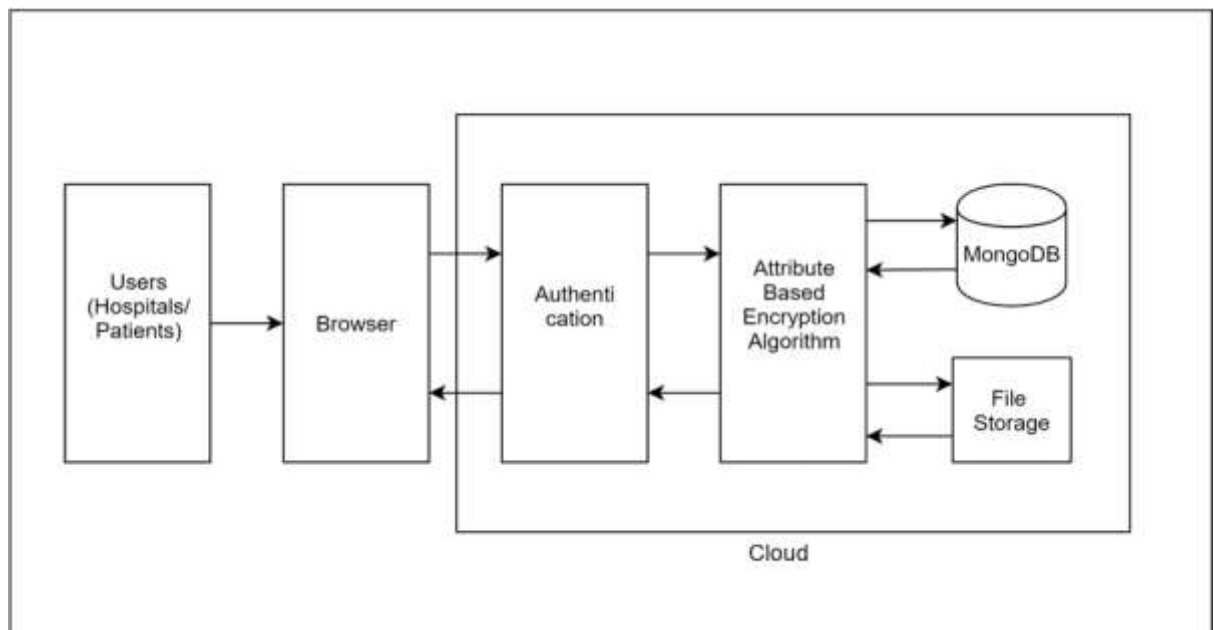 Users
(Hospitals/
Patients)
Browser
Authenti
cation
Attribute
Based
Encryption
Algorithm
MongoDB
File
Storage
Cloud